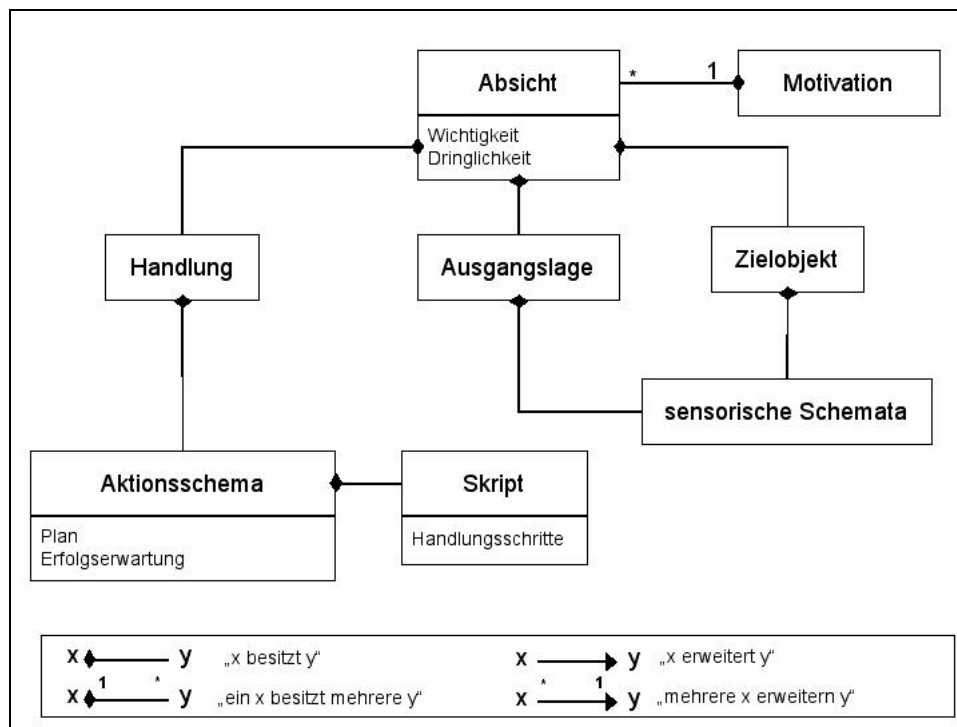 Absicht
* 1
Motivation
Wichtigkeit
Dringlichkeit
Handlung
Ausgangslage
Zielobjekt
sensorische Schemata
Aktionsschema
Skript
Plan
Erfolgserwartung
Handlungsschritte
x y „x besitzt y“
x y „x erweitert y“
1 *
x y „ein x besitzt mehrere y“
* 1
x y „mehrere x erweitern y“